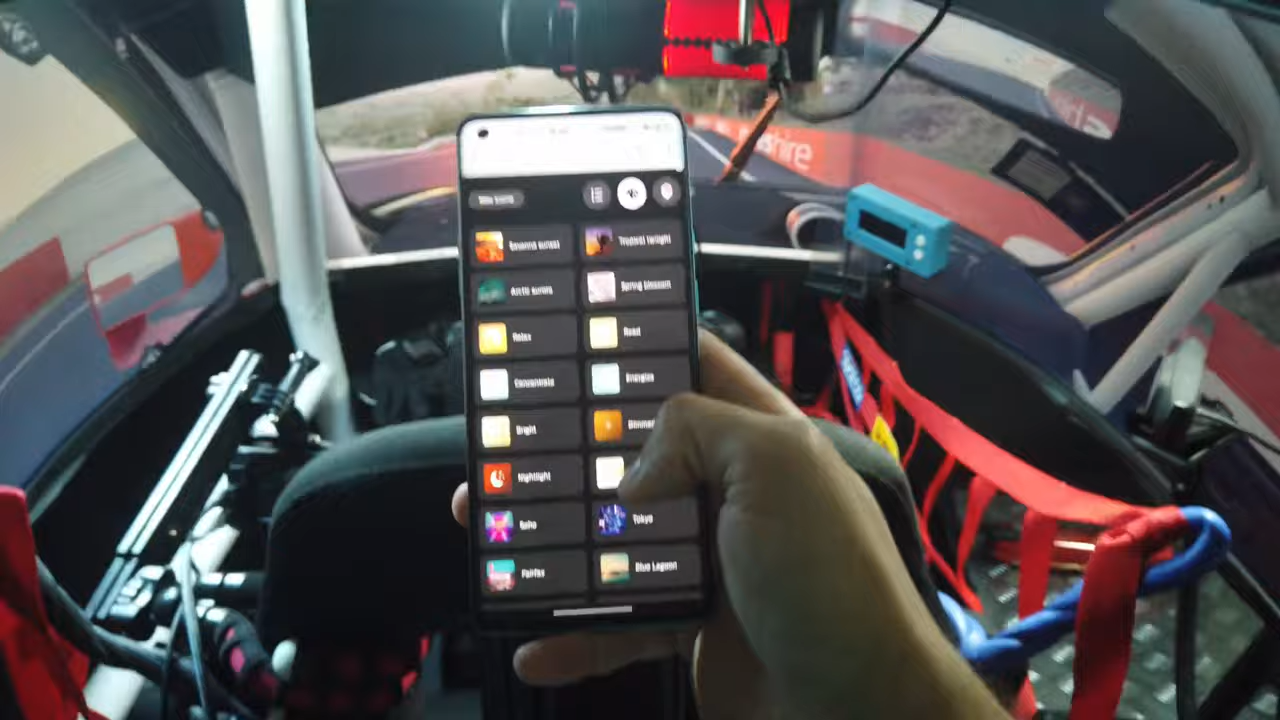 Savanna sunset
Tropical twilight
Arctic aurora
Spring blossom
Relax
Read
Concentrate
Energize
Bright
Dimmed
Nightlight
Soho
Tokyo
Fairfax
Blue Lagoon